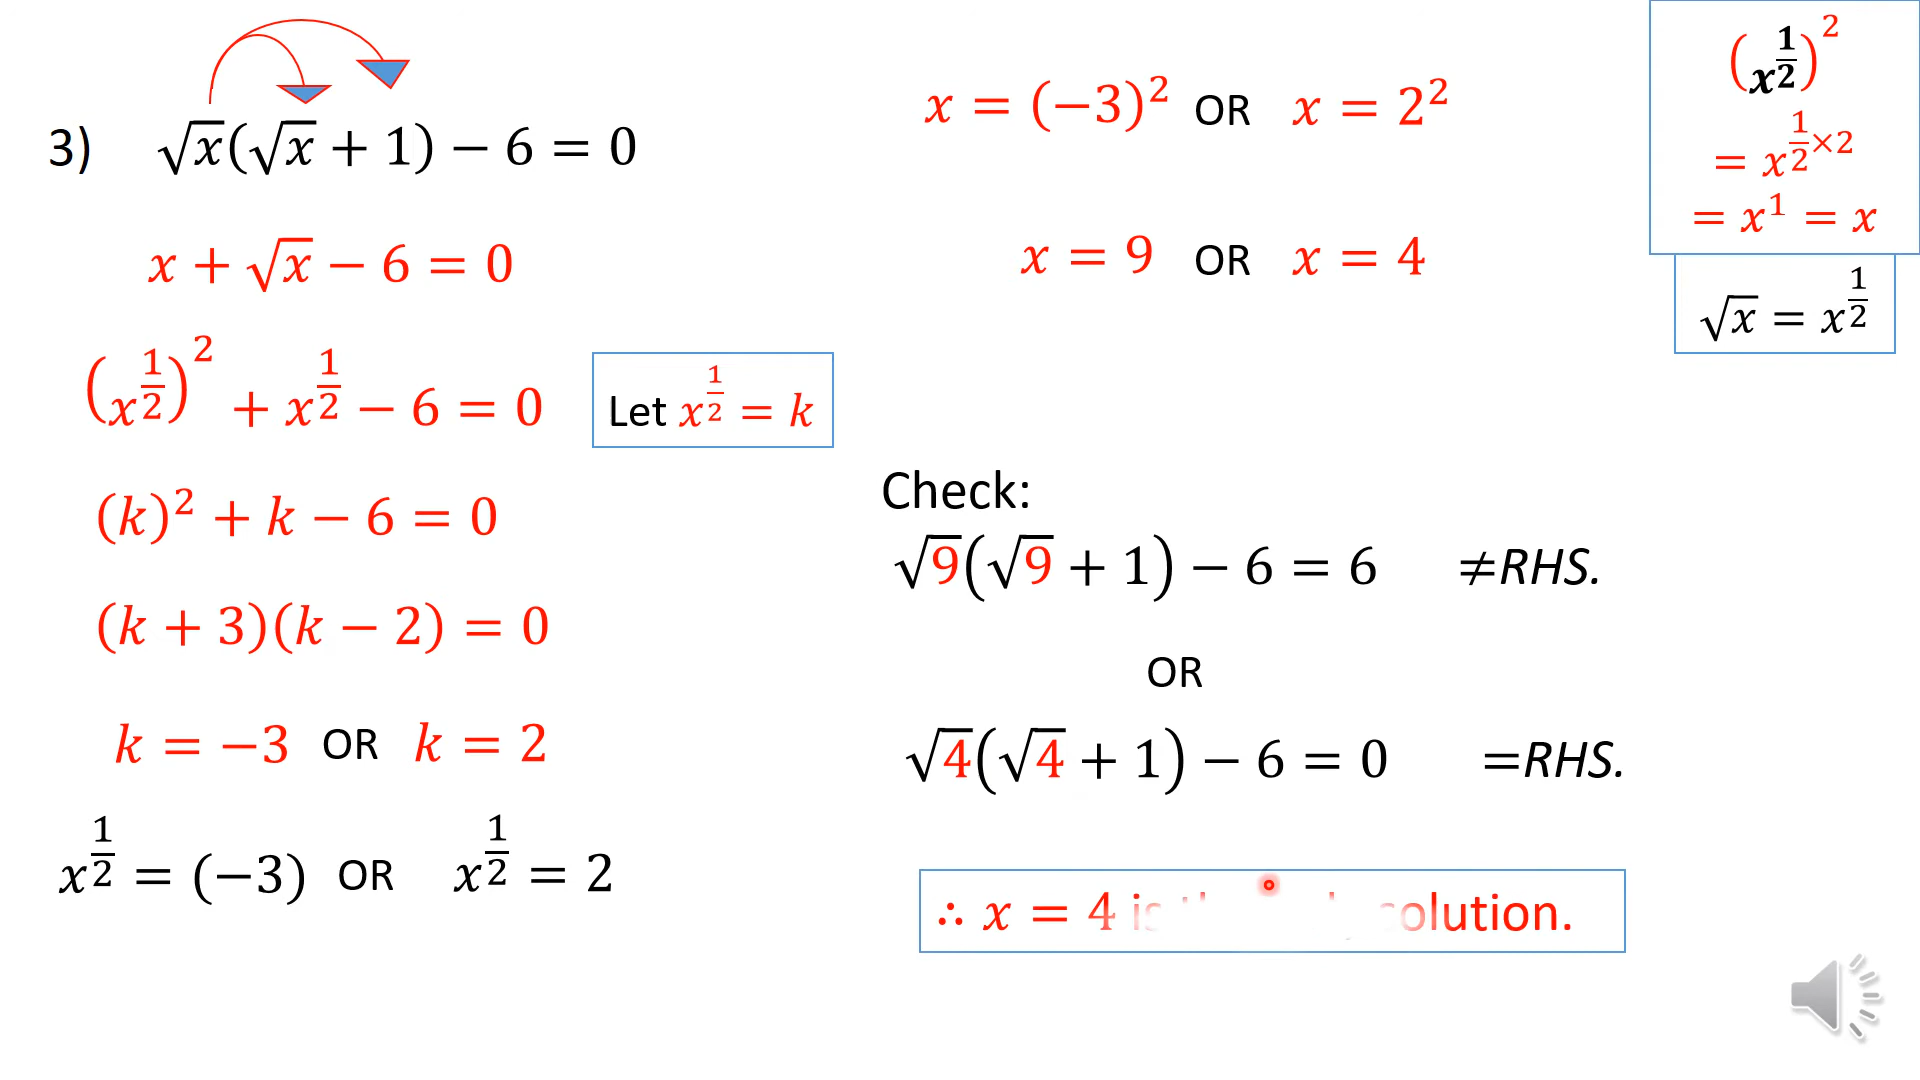 3) √x(√x + 1) − 6 = 0
x + √x − 6 = 0
(x^(1/2))^2 + x^(1/2) − 6 = 0
Let x^(1/2) = k
(k)^2 + k − 6 = 0
(k + 3)(k − 2) = 0
k = −3 OR k = 2
x^(1/2) = (−3) OR x^(1/2) = 2
x = (−3)^2 OR x = 2^2
x = 9 OR x = 4
Check:
√9(√9 + 1) − 6 = 6 ≠RHS.
OR
√4(√4 + 1) − 6 = 0 =RHS.
∴ x = 4 is solution.
(x^(1/2))^2
= x^(1/2×2)
= x^1 = x
√x = x^(1/2)